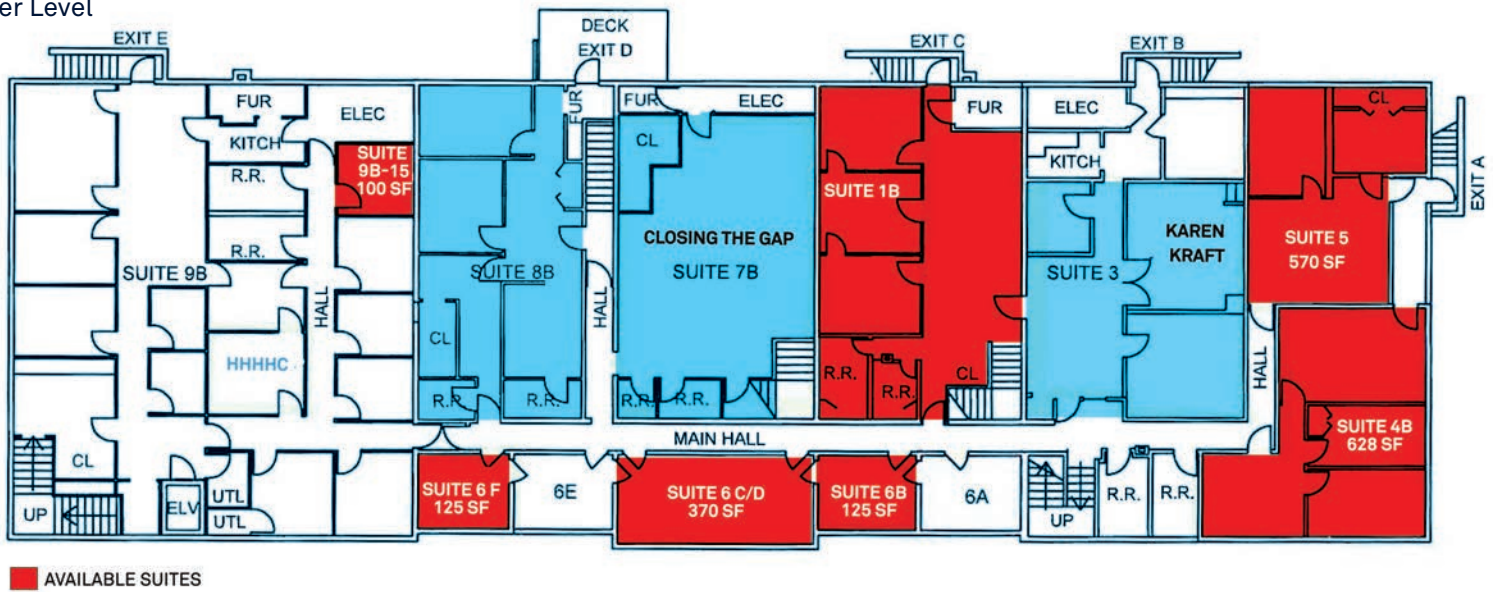 er Level
EXIT E
DECK
EXIT D
EXIT C
EXIT B
EXIT A
FUR
ELEC
KITCH
R.R.
R.R.
SUITE
9B-15
100 SF
SUITE 9B
HALL
HHHHC
CL
UP
ELV
UTL
UTL
FUR
SUITE 8B
CL
R.R.
R.R.
HALL
FUR
ELEC
CL
CLOSING THE GAP
SUITE 7B
R.R.
R.R.
FUR
SUITE 1B
R.R.
R.R.
CL
ELEC
KITCH
SUITE 3
KAREN
KRAFT
CL
SUITE 5
570 SF
HALL
SUITE 4B
628 SF
MAIN HALL
SUITE 6 F
125 SF
6E
SUITE 6 C/D
370 SF
SUITE 6B
125 SF
6A
UP
R.R.
R.R.
AVAILABLE SUITES